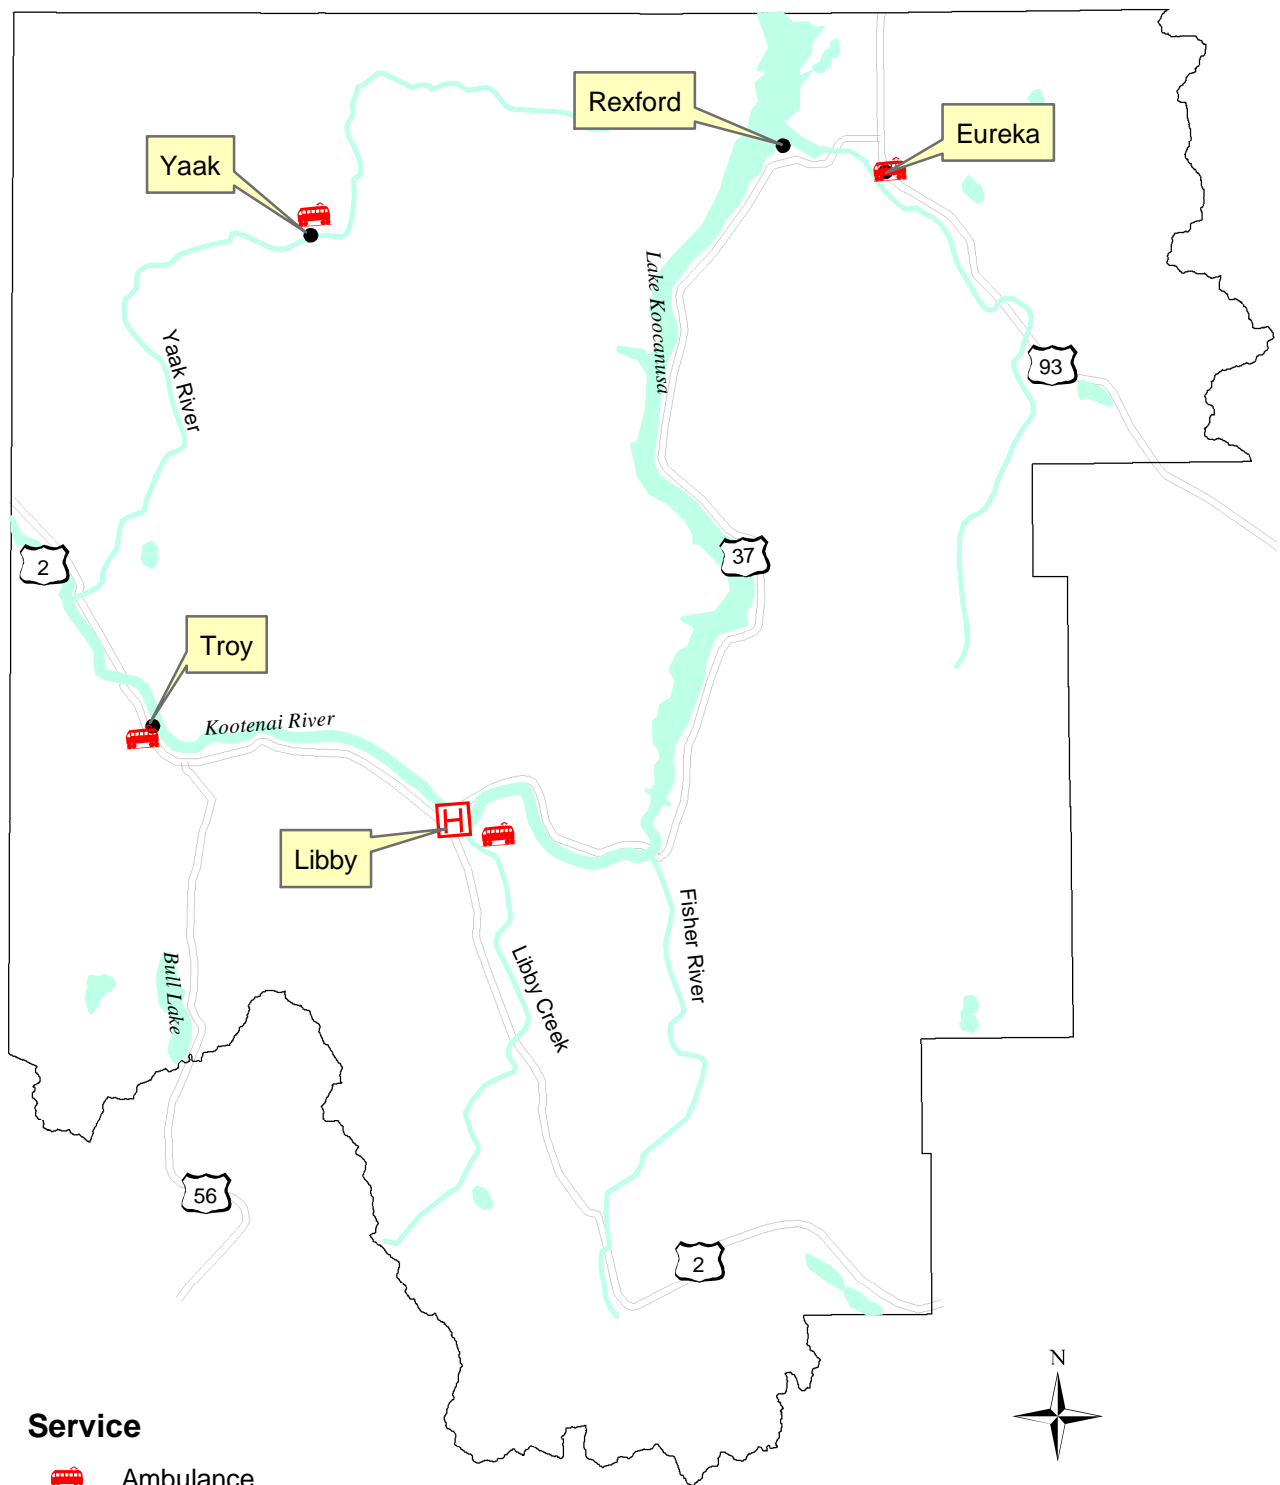 Rexford
Eureka
Yaak
Lake Koocanusa
Yaak River
93
2
37
Troy
Kootenai River
Libby
Fisher River
Libby Creek
Bull Lake
56
2
N
Service
Ambulance
H